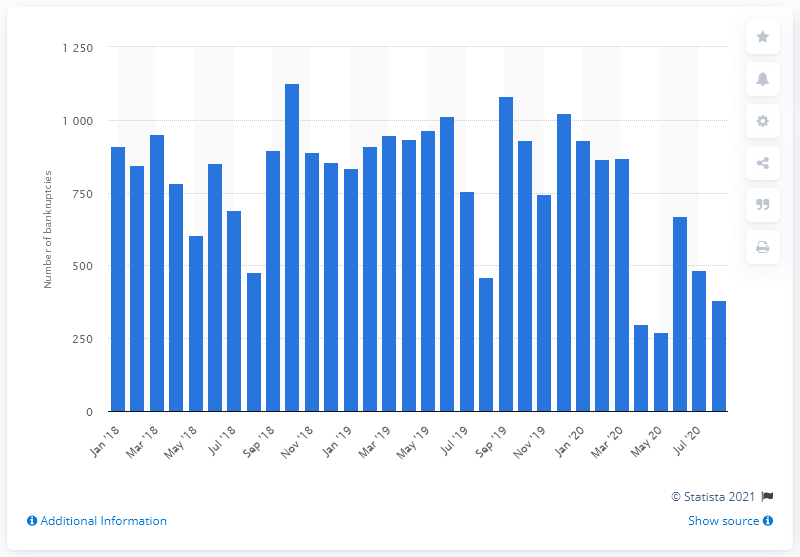 1 250
1 000
750
500
250
0
Number of bankruptcies
Jan '18
Mar '18
May '18
Jul '18
Sep '18
Nov '18
Jan '19
Mar '19
May '19
Jul '19
Sep '19
Nov '19
Jan '20
Mar '20
May '20
Jul '20
© Statista 2021
Additional Information
Show source